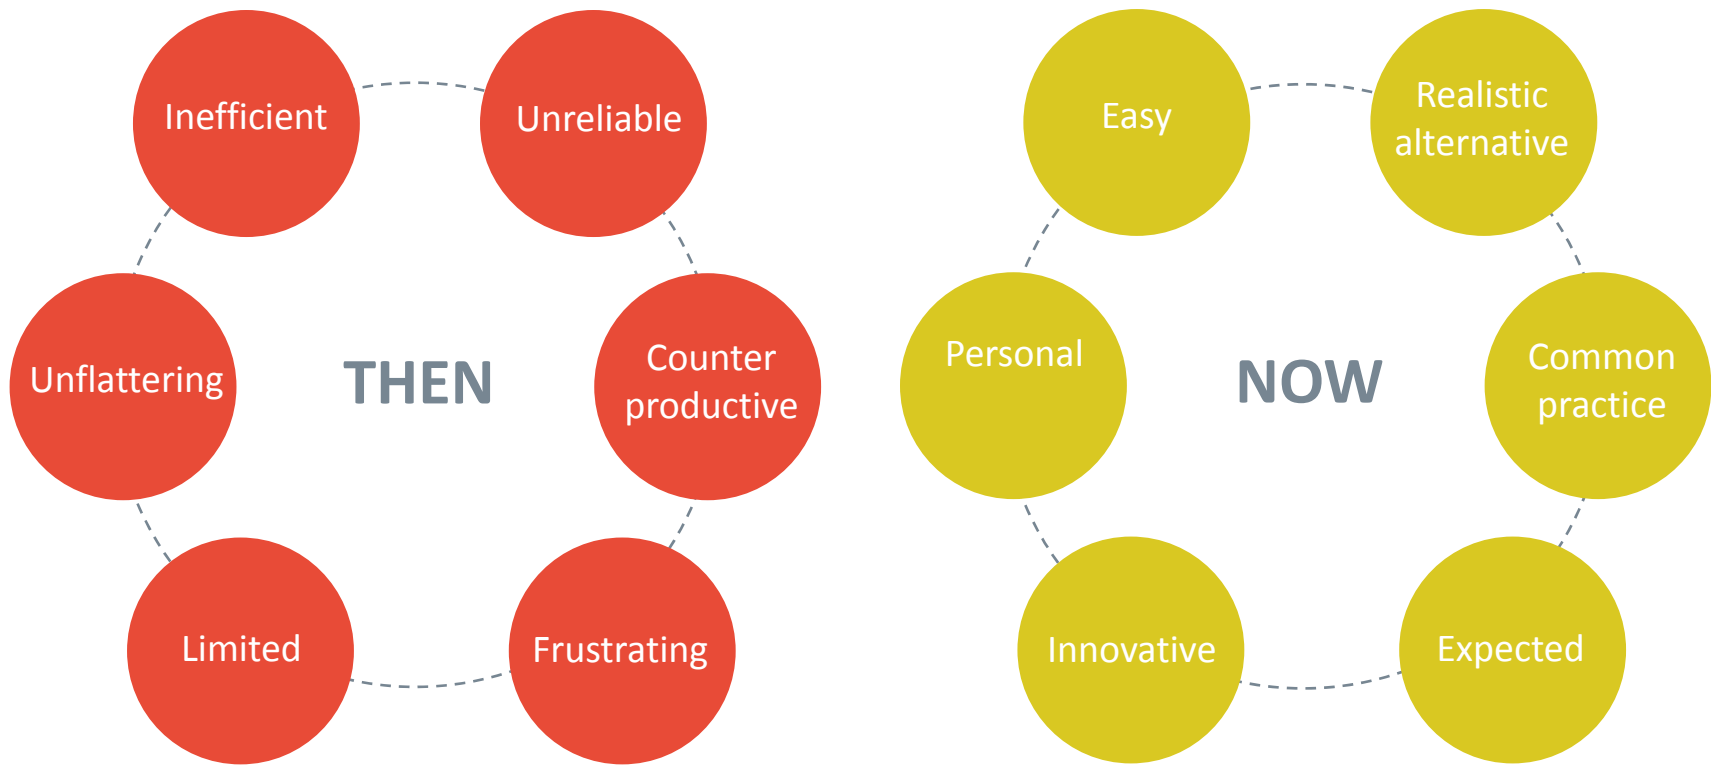 Inefficient
Unreliable
Unflattering
THEN
Counter
productive
Limited
Frustrating
Easy
Realistic
alternative
Personal
NOW
Common
practice
Innovative
Expected